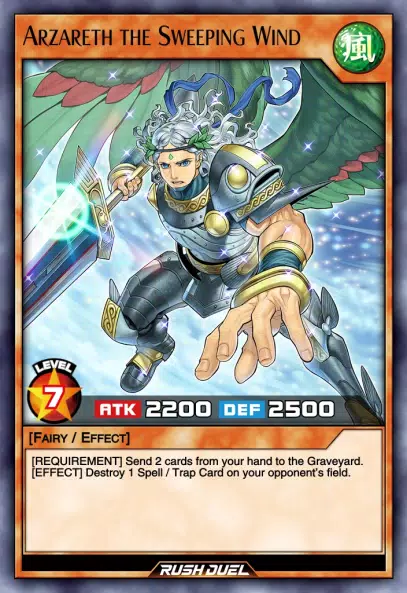 Arzareth the Sweeping Wind
風
LEVEL
7
ATK 2200 DEF 2500
[Fairy / Effect]
[REQUIREMENT] Send 2 cards from your hand to the Graveyard.
[EFFECT] Destroy 1 Spell / Trap Card on your opponent's field.
RUSH DUEL